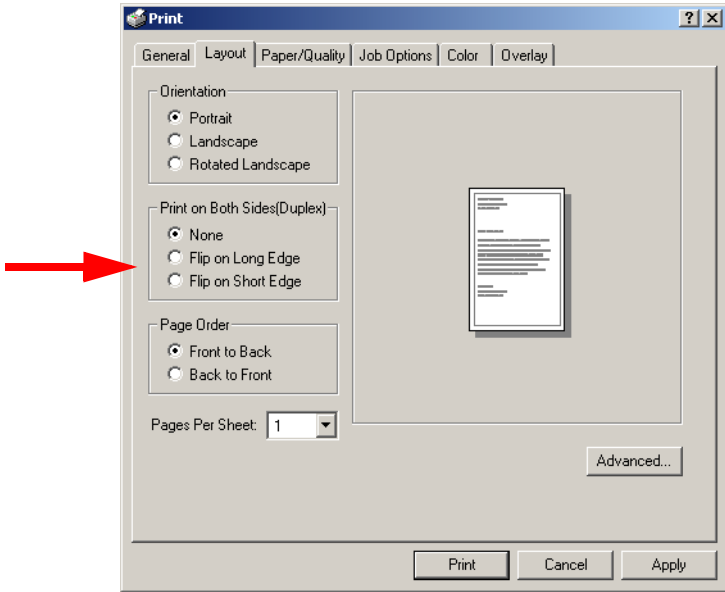 Print
General Layout Paper/Quality Job Options Color Overlay
Orientation
Portrait
Landscape
Rotated Landscape
Print on Both Sides(Duplex)
None
Flip on Long Edge
Flip on Short Edge
Page Order
Front to Back
Back to Front
Pages Per Sheet: 1
Advanced...
Print Cancel Apply